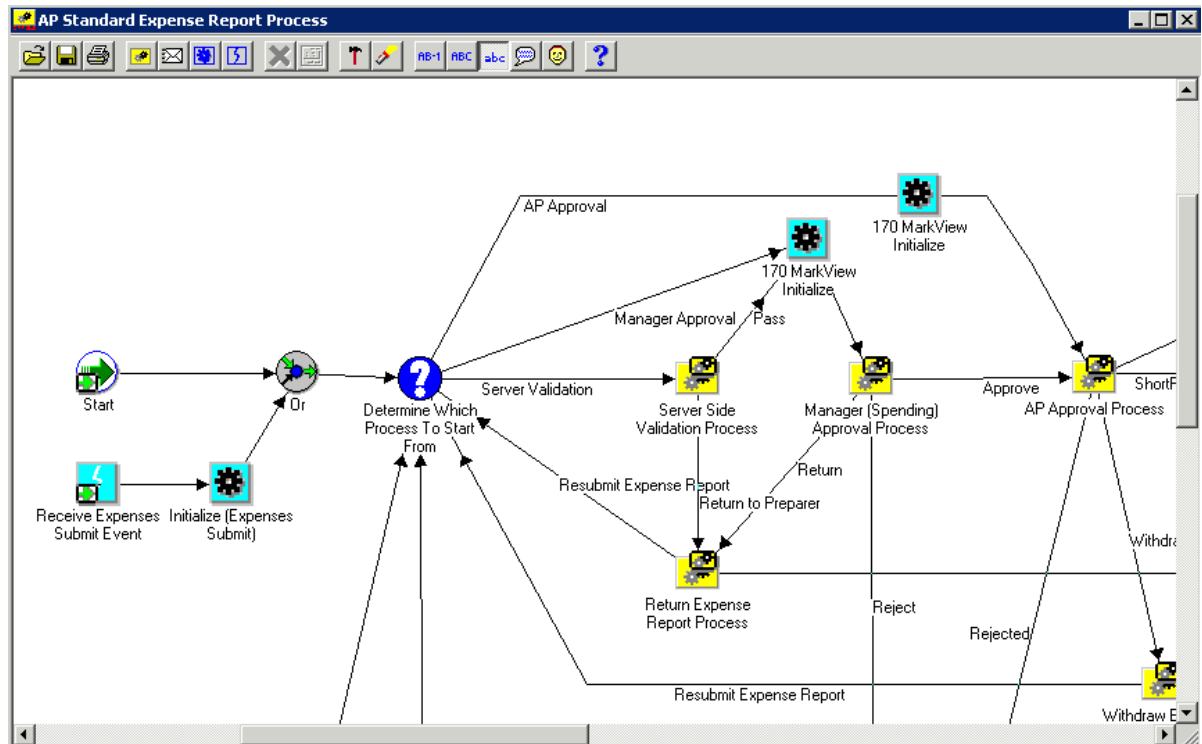 AP Standard Expense Report Process
AB-1
ABC
abc
?
AP Approval
170 MarkView
Initialize
170 MarkView
Initialize
Manager Approval
Pass
Start
Or
?
Server Validation
Approve
ShortF
Determine Which
Process To Start
From
Server Side
Validation Process
Manager (Spending)
Approval Process
AP Approval Process
Resubmit Expense Report
Return
Return to Preparer
Receive Expenses
Submit Event
Initialize (Expenses
Submit)
Withdra
Return Expense
Report Process
Reject
Rejected
Resubmit Expense Report
Withdraw E